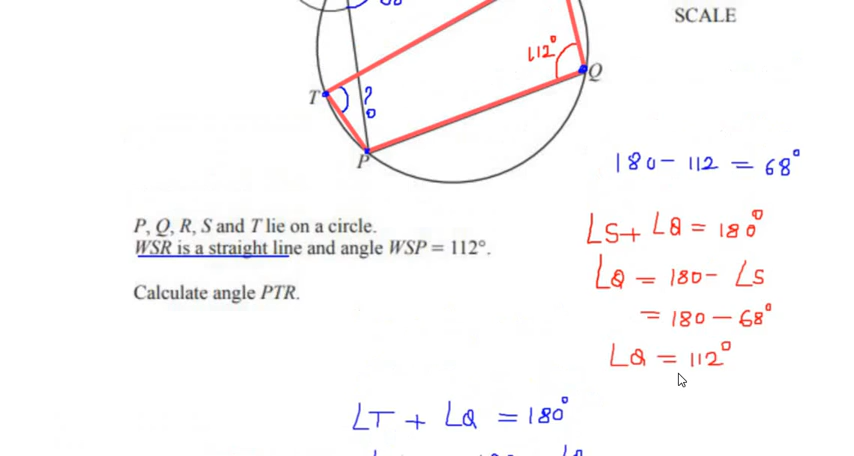 SCALE
112°
Q
T
?
P
180 - 112 = 68°
P, Q, R, S and T lie on a circle.
WSR is a straight line and angle WSP = 112°.
Calculate angle PTR.
∠S + ∠Q = 180°
∠Q = 180 - ∠S
= 180 - 68°
∠Q = 112°
∠T + ∠Q = 180°